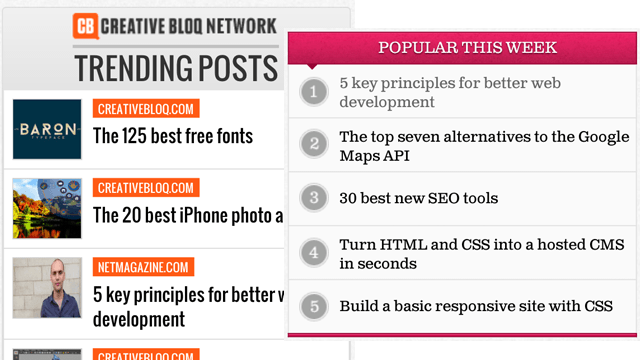 CB CREATIVE BLOQ NETWORK
TRENDING POSTS
BARON
TYPEFACE
CREATIVEBLOQ.COM
The 125 best free fonts
CREATIVEBLOQ.COM
The 20 best iPhone photo a
NETMAGAZINE.COM
5 key principles for better w
development
CREATIVEBLOQ.COM
POPULAR THIS WEEK
1 5 key principles for better web
development
2 The top seven alternatives to the Google
Maps API
3 30 best new SEO tools
4 Turn HTML and CSS into a hosted CMS
in seconds
5 Build a basic responsive site with CSS